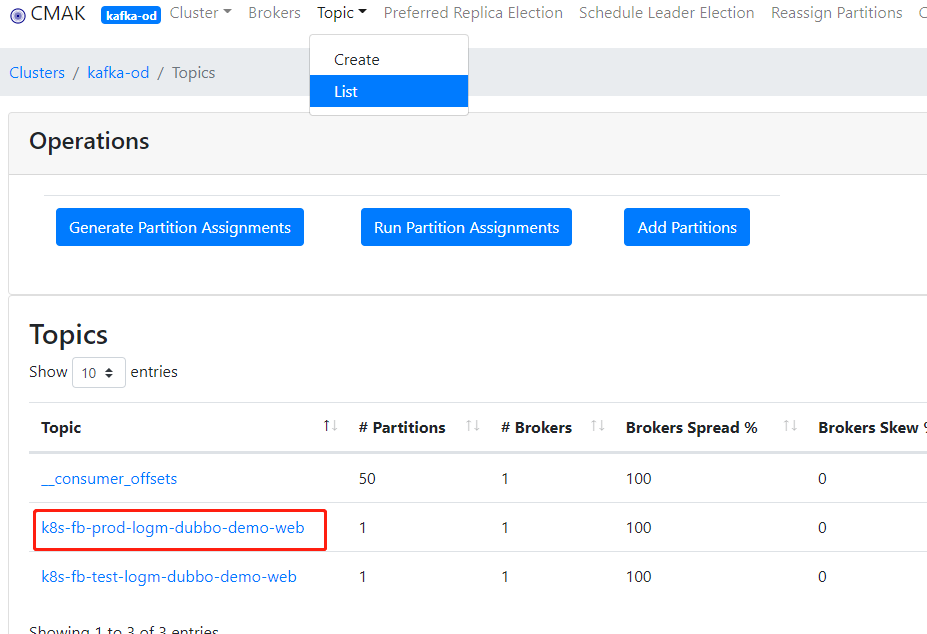 CMAK kafka-od Cluster Brokers Topic Preferred Replica Election Schedule Leader Election Reassign Partitions
Create
Clusters / kafka-od / Topics
List
Operations
Generate Partition Assignments Run Partition Assignments Add Partitions
Topics
Show 10 entries
Topic # Partitions # Brokers Brokers Spread % Brokers Skew %
__consumer_offsets 50 1 100 0
k8s-fb-prod-logm-dubbo-demo-web 1 1 100 0
k8s-fb-test-logm-dubbo-demo-web 1 1 100 0
Showing 1 to 3 of 3 entries